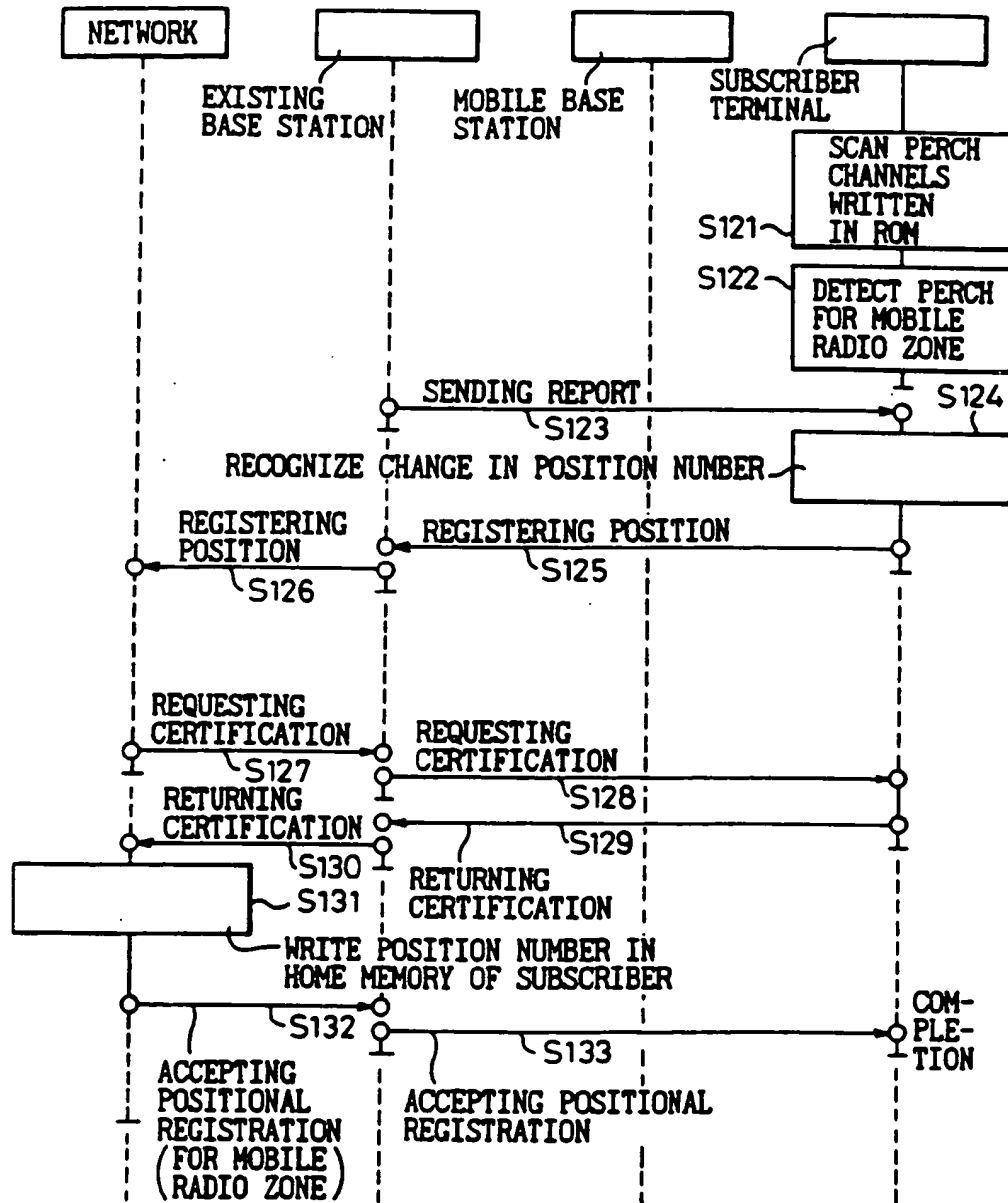 NETWORK
EXISTING
BASE STATION
MOBILE BASE
STATION
SUBSCRIBER
TERMINAL
SCAN PERCH
CHANNELS
WRITTEN
IN ROM
S121
S122
DETECT PERCH
FOR MOBILE
RADIO ZONE
SENDING REPORT
S123
S124
RECOGNIZE CHANGE IN POSITION NUMBER
REGISTERING
POSITION
S126
REGISTERING POSITION
S125
REQUESTING
CERTIFICATION
S127
REQUESTING
CERTIFICATION
S128
RETURNING
CERTIFICATION
S130
S129
RETURNING
CERTIFICATION
S131
WRITE POSITION NUMBER IN
HOME MEMORY OF SUBSCRIBER
S132
S133
COM-
PLE-
TION
ACCEPTING
POSITIONAL
REGISTRATION
(FOR MOBILE
RADIO ZONE)
ACCEPTING POSITIONAL
REGISTRATION